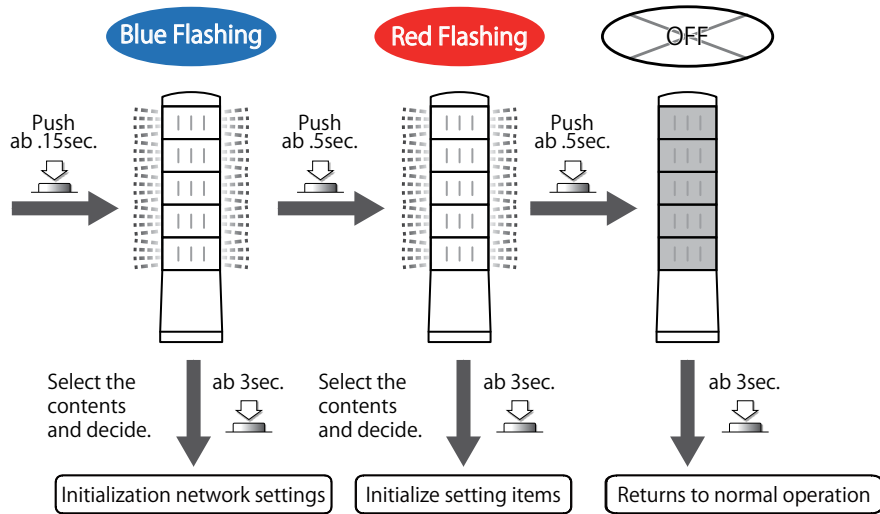 Blue Flashing
Red Flashing
OFF
Push
ab .15sec.
Push
ab .5sec.
Push
ab .5sec.
Select the
contents
and decide.
ab 3sec.
Select the
contents
and decide.
ab 3sec.
ab 3sec.
Initialization network settings
Initialize setting items
Returns to normal operation